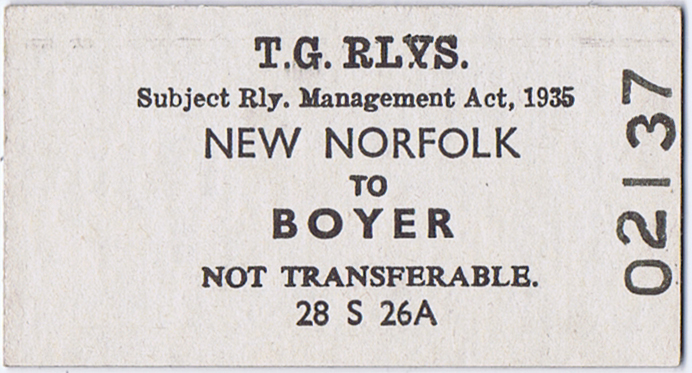 T.G. RLYS.
Subject Rly. Management Act, 1935
NEW NORFOLK
TO
BOYER
NOT TRANSFERABLE.
28 S 26A
02137